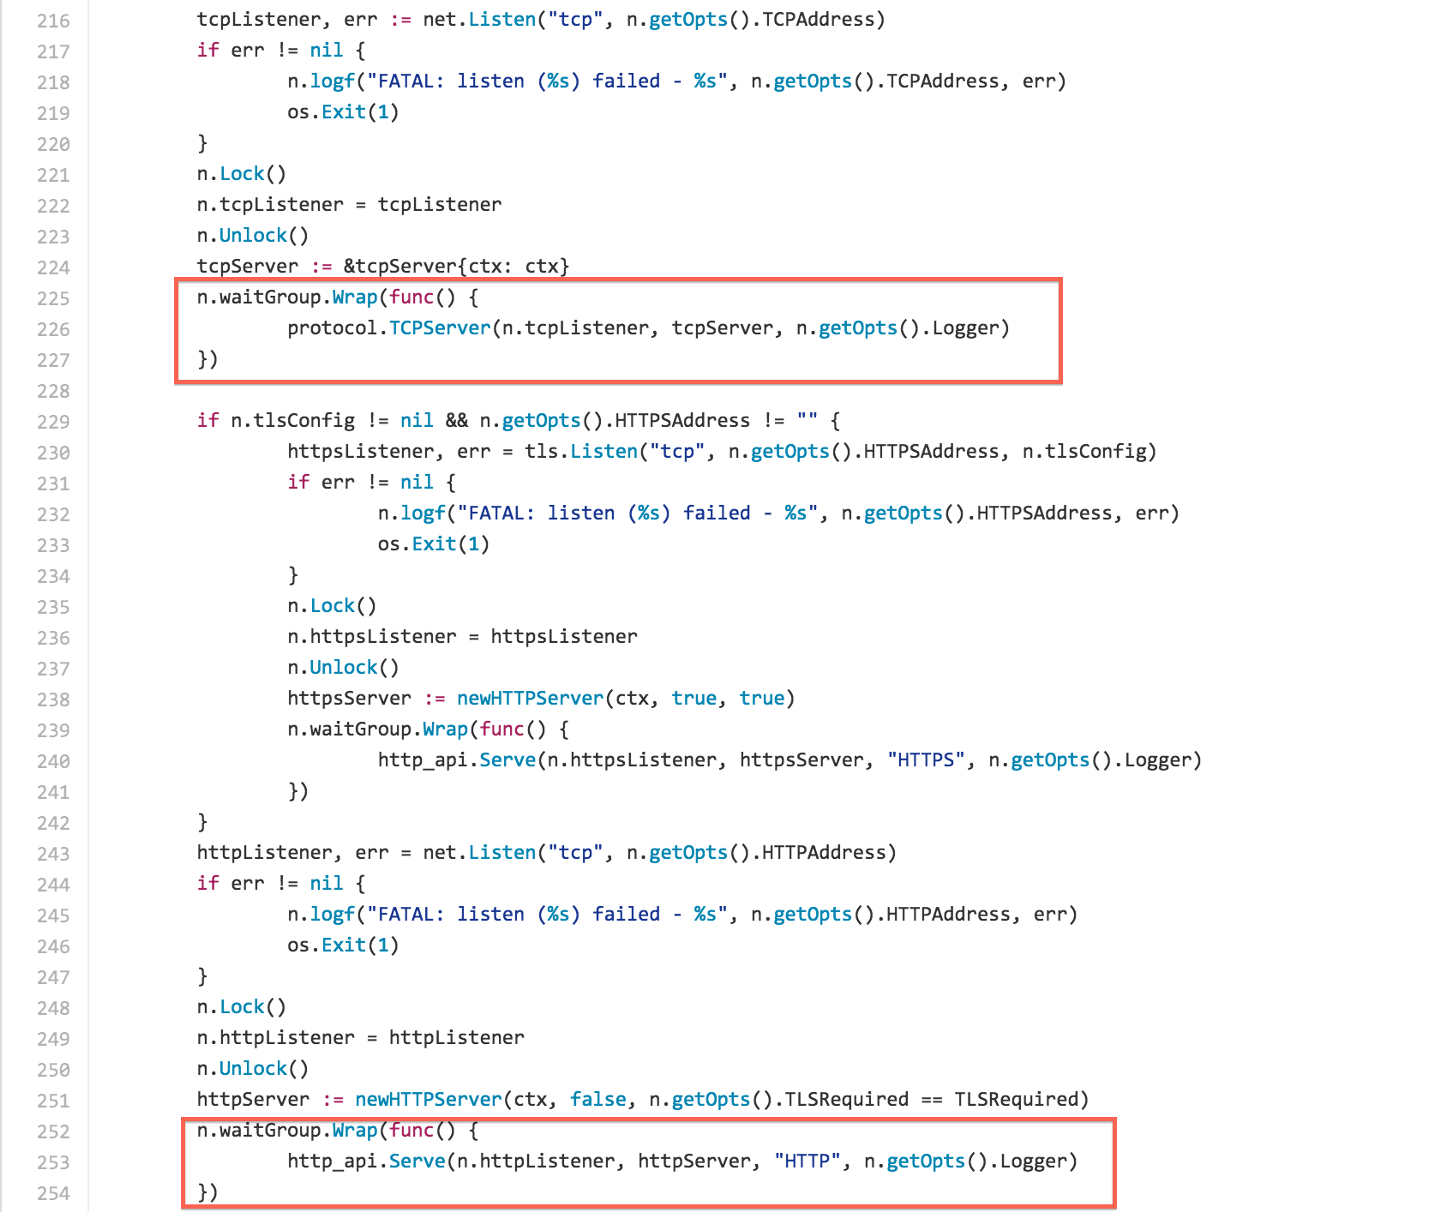 216 tcpListener, err := net.Listen("tcp", n.getOpts().TCPAddress)
217 if err != nil {
218 n.logf("FATAL: listen (%s) failed - %s", n.getOpts().TCPAddress, err)
219 os.Exit(1)
220 }
221 n.Lock()
222 n.tcpListener = tcpListener
223 n.Unlock()
224 tcpServer := &tcpServer{ctx: ctx}
225 n.waitGroup.Wrap(func() {
226 protocol.TCPServer(n.tcpListener, tcpServer, n.getOpts().Logger)
227 })
228
229 if n.tlsConfig != nil && n.getOpts().HTTPSAddress != "" {
230 httpsListener, err = tls.Listen("tcp", n.getOpts().HTTPSAddress, n.tlsConfig)
231 if err != nil {
232 n.logf("FATAL: listen (%s) failed - %s", n.getOpts().HTTPSAddress, err)
233 os.Exit(1)
234 }
235 n.Lock()
236 n.httpsListener = httpsListener
237 n.Unlock()
238 httpsServer := newHTTPServer(ctx, true, true)
239 n.waitGroup.Wrap(func() {
240 http_api.Serve(n.httpsListener, httpsServer, "HTTPS", n.getOpts().Logger)
241 })
242 }
243 httpListener, err = net.Listen("tcp", n.getOpts().HTTPAddress)
244 if err != nil {
245 n.logf("FATAL: listen (%s) failed - %s", n.getOpts().HTTPAddress, err)
246 os.Exit(1)
247 }
248 n.Lock()
249 n.httpListener = httpListener
250 n.Unlock()
251 httpServer := newHTTPServer(ctx, false, n.getOpts().TLSRequired == TLSRequired)
252 n.waitGroup.Wrap(func() {
253 http_api.Serve(n.httpListener, httpServer, "HTTP", n.getOpts().Logger)
254 })